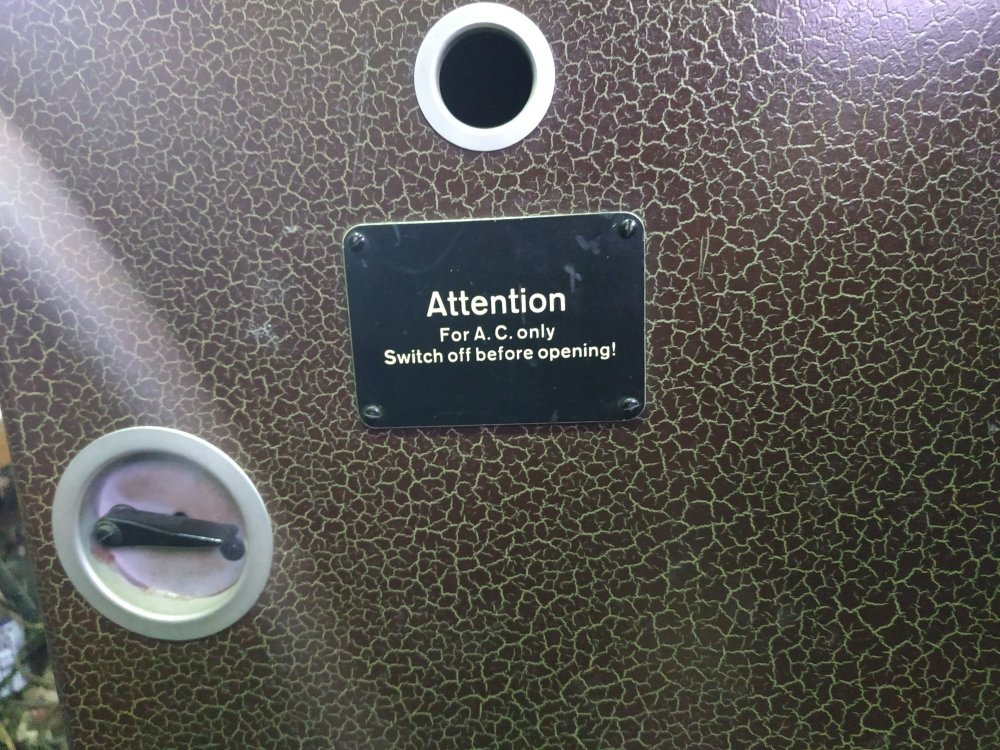 Attention
For A. C. only
Switch off before opening!